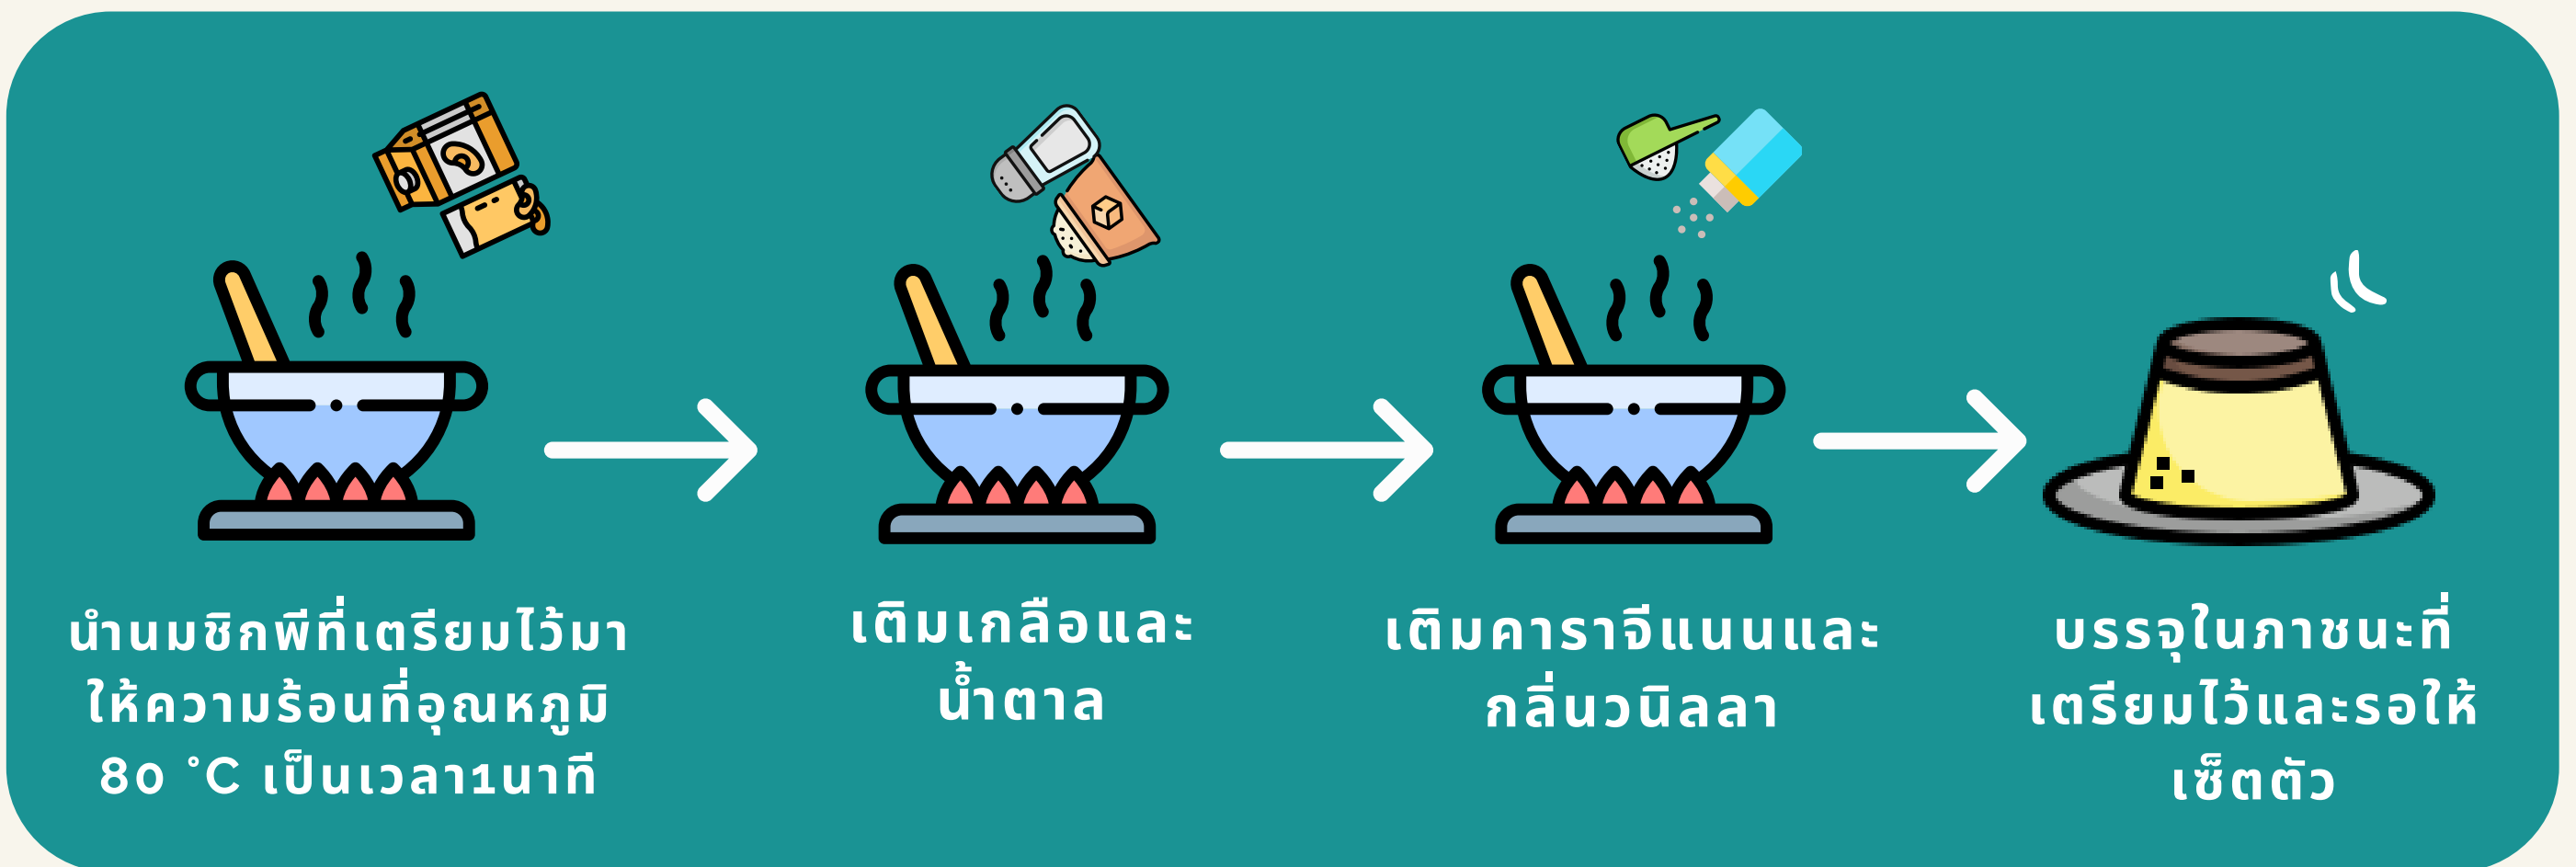 นำนมชิกพีที่เตรียมไว้มา
ให้ความร้อนที่อุณหภูมิ
80 °C เป็นเวลา1นาที
เติมเกลือและ
น้ำตาล
เติมคาราจีแนนและ
กลิ่นวนิลลา
บรรจุในภาชนะที่
เตรียมไว้และรอให้
เซ็ตตัว